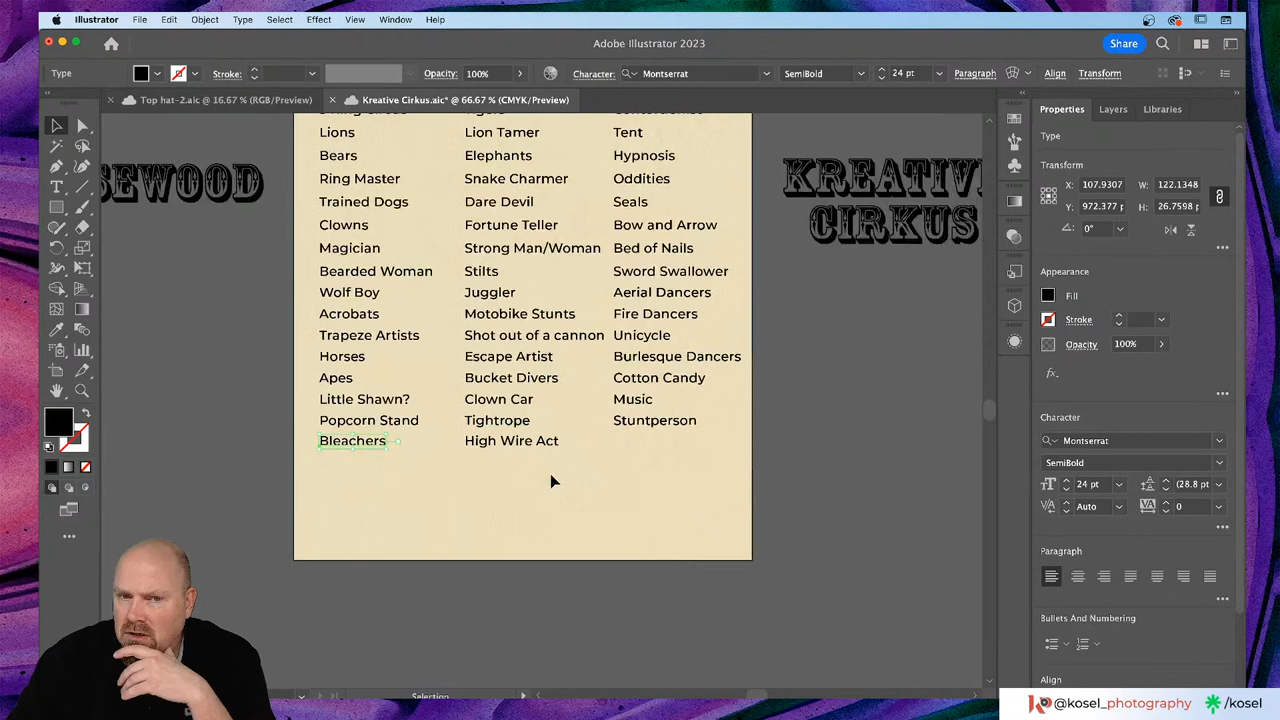 Illustrator File Edit Object Type Select Effect View Window Help
Adobe Illustrator 2023
Share
Type Stroke: Opacity: 100% Character: Montserrat SemiBold 24 pt Paragraph Align Transform
Top hat-2.aic @ 16.67 % (RGB/Preview)
Kreative Cirkus.aic* @ 66.67 % (CMYK/Preview)
Properties Layers Libraries
Lions Lion Tamer Tent
Bears Elephants Hypnosis
Ring Master Snake Charmer Oddities
Trained Dogs Dare Devil Seals
Clowns Fortune Teller Bow and Arrow
Magician Strong Man/Woman Bed of Nails
Bearded Woman Stilts Sword Swallower
Wolf Boy Juggler Aerial Dancers
Acrobats Motobike Stunts Fire Dancers
Trapeze Artists Shot out of a cannon Unicycle
Horses Escape Artist Burlesque Dancers
Apes Bucket Divers Cotton Candy
Little Shawn? Clown Car Music
Popcorn Stand Tightrope Stuntperson
Bleachers High Wire Act
SEWOOD
KREATIV
CIRKUS
Type
Transform
X: 107.9307 W: 122.1348
Y: 972.377 p H: 26.7598 p
0°
Appearance
Fill
Stroke
Opacity 100%
fx.
Character
Montserrat
SemiBold
24 pt (28.8 p
Auto 0
Paragraph
Bullets And Numbering
Align
Selection
@kosel_photography /kosel